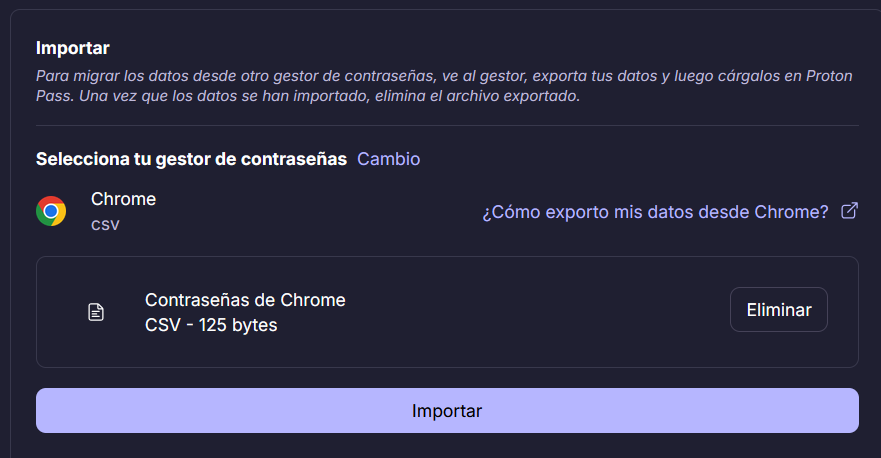 Importar
Para migrar los datos desde otro gestor de contraseñas, ve al gestor, exporta tus datos y luego cárgalos en Proton
Pass. Una vez que los datos se han importado, elimina el archivo exportado.
Selecciona tu gestor de contraseñas Cambio
Chrome
csv
¿Cómo exporto mis datos desde Chrome?
Contraseñas de Chrome
CSV - 125 bytes
Eliminar
Importar